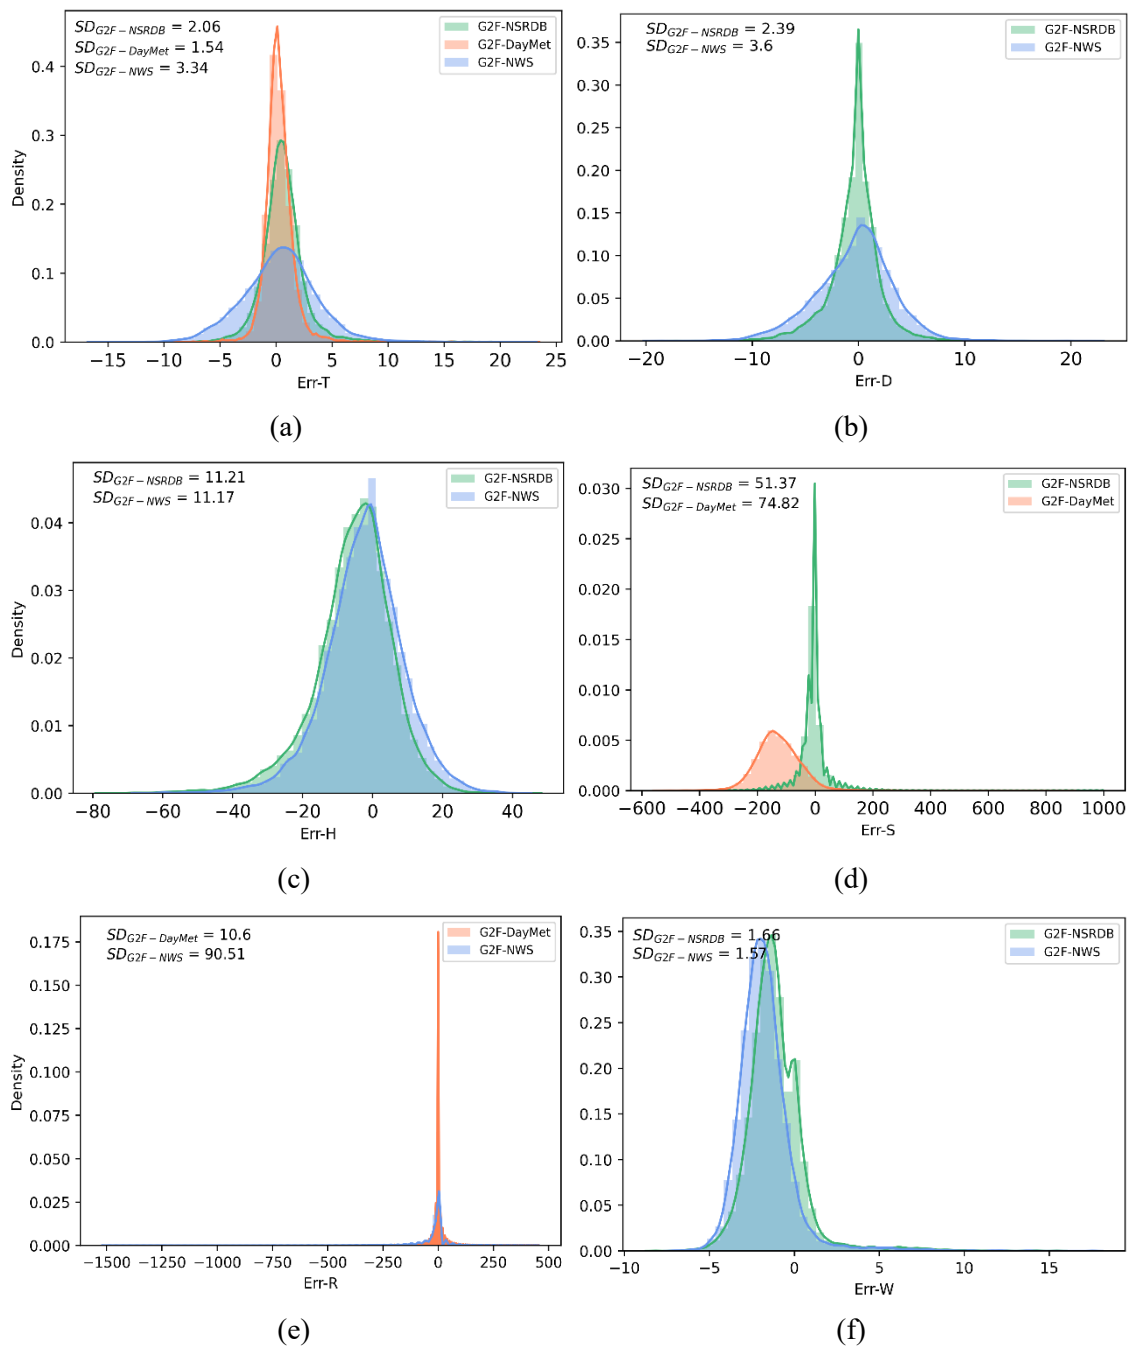 SD_G2F−NSRDB = 2.06
SD_G2F−DayMet = 1.54
SD_G2F−NWS = 3.34
G2F-NSRDB
G2F-DayMet
G2F-NWS
0.4
0.3
0.2
0.1
0.0
Density
−15 −10 −5 0 5 10 15 20 25
Err-T
(a)
SD_G2F−NSRDB = 2.39
SD_G2F−NWS = 3.6
G2F-NSRDB
G2F-NWS
0.35
0.30
0.25
0.20
0.15
0.10
0.05
0.00
−20 −10 0 10 20
Err-D
(b)
SD_G2F−NSRDB = 11.21
SD_G2F−NWS = 11.17
G2F-NSRDB
G2F-NWS
0.04
0.03
0.02
0.01
0.00
Density
−80 −60 −40 −20 0 20 40
Err-H
(c)
SD_G2F−NSRDB = 51.37
SD_G2F−DayMet = 74.82
G2F-NSRDB
G2F-DayMet
0.030
0.025
0.020
0.015
0.010
0.005
0.000
−600 −400 −200 0 200 400 600 800 1000
Err-S
(d)
SD_G2F−DayMet = 10.6
SD_G2F−NWS = 90.51
G2F-DayMet
G2F-NWS
0.175
0.150
0.125
0.100
0.075
0.050
0.025
0.000
Density
−1500 −1250 −1000 −750 −500 −250 0 250 500
Err-R
(e)
SD_G2F−NSRDB = 1.66
SD_G2F−NWS = 1.57
G2F-NSRDB
G2F-NWS
0.35
0.30
0.25
0.20
0.15
0.10
0.05
0.00
−10 −5 0 5 10 15
Err-W
(f)